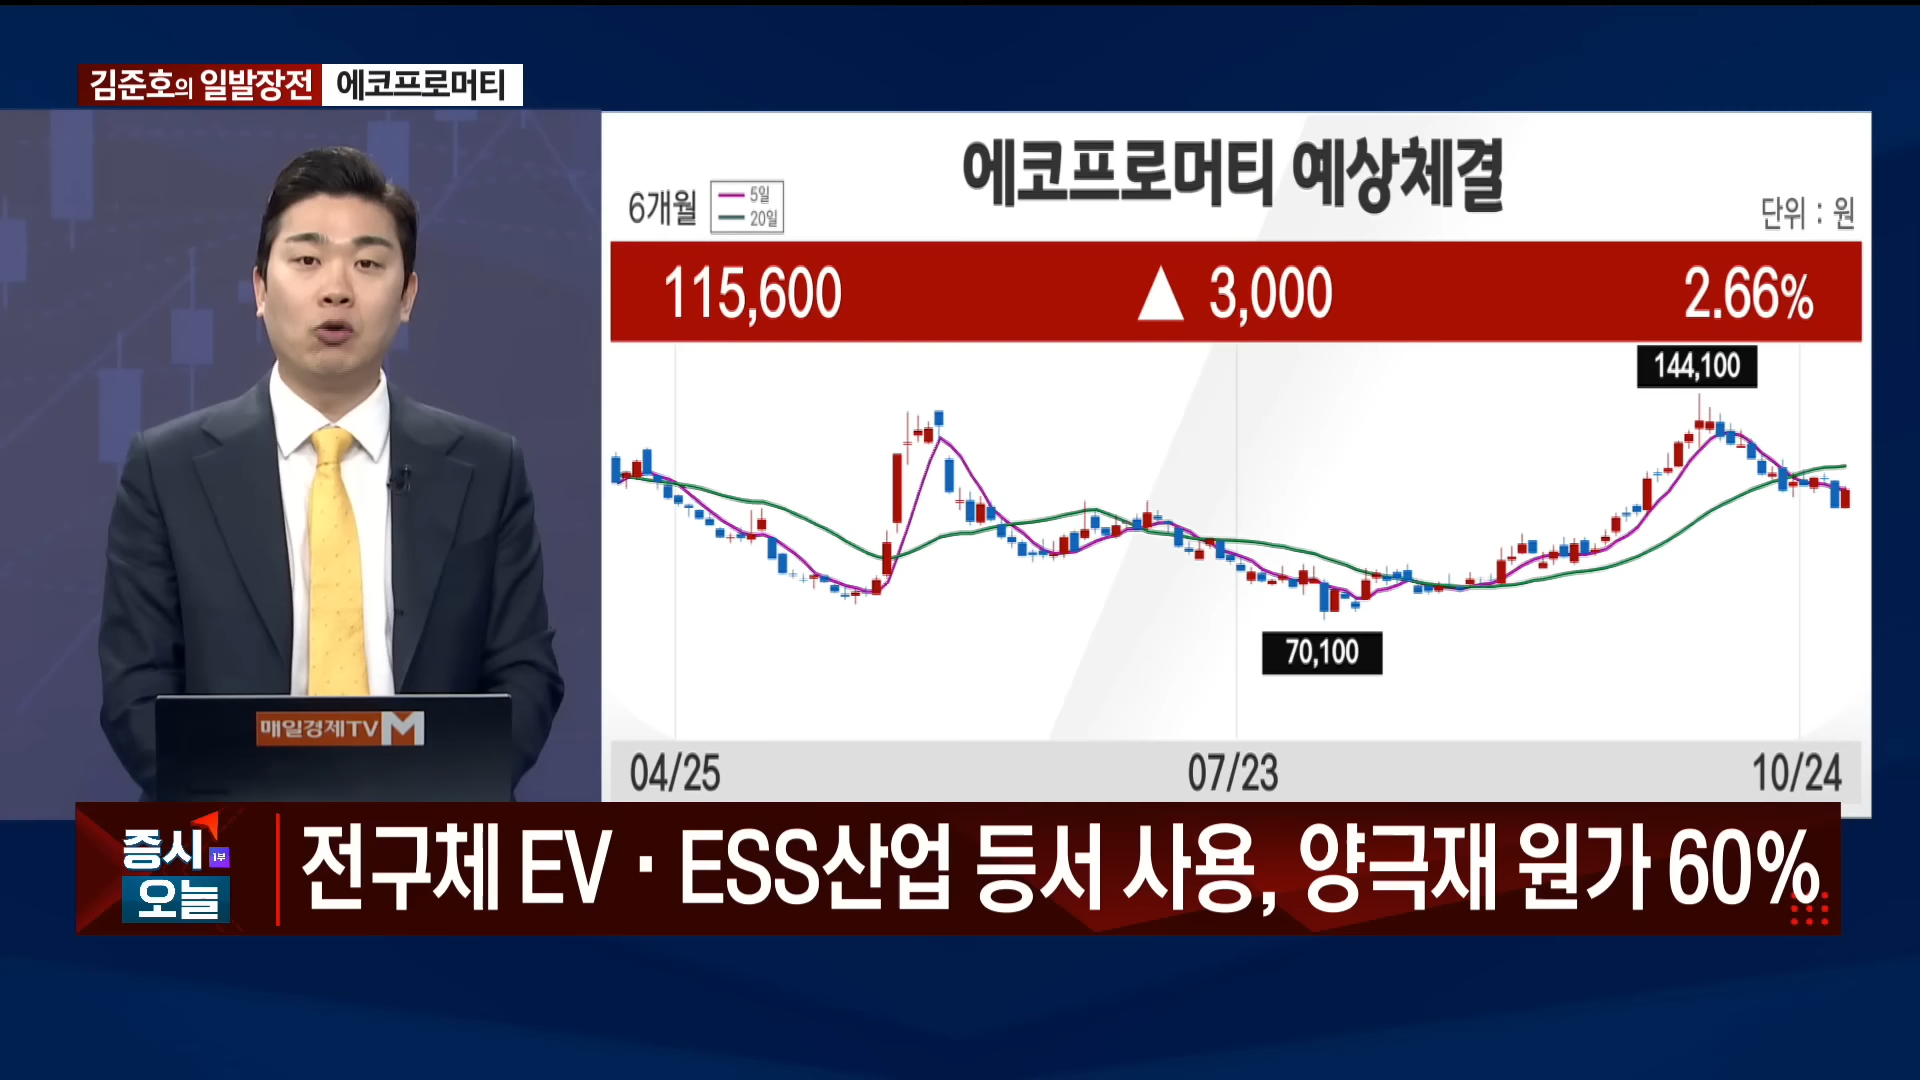 김준호의 일발장전 에코프로머티
에코프로머티 예상체결
6개월
5일
20일
단위 : 원
115,600 ▲ 3,000 2.66%
144,100
70,100
04/25 07/23 10/24
매일경제TV M
증시 1부
오늘
전구체 EV · ESS산업 등서 사용, 양극재 원가 60%